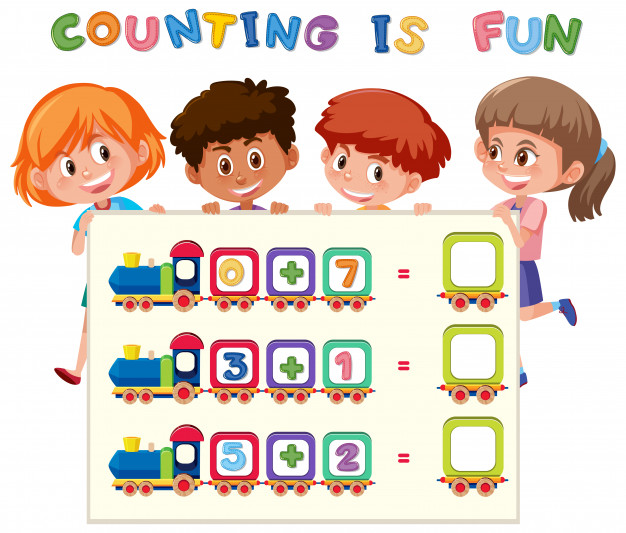 COUNTING IS FUN
0 + 7 =
3 + 1 =
5 + 2 =